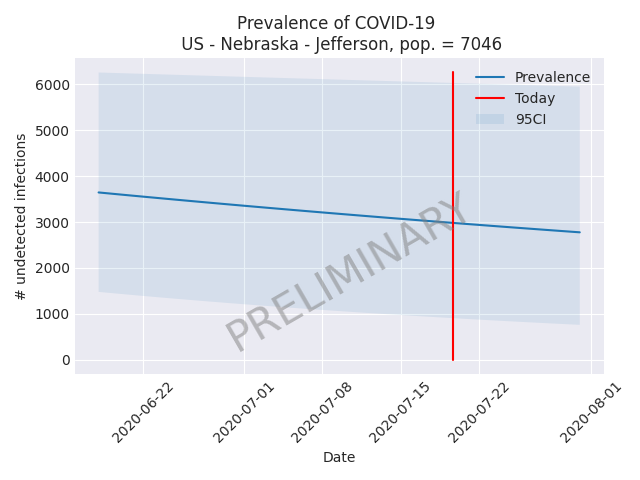 Prevalence of COVID-19
US - Nebraska - Jefferson, pop. = 7046
Prevalence
Today
95CI
6000
5000
4000
3000
2000
1000
0
# undetected infections
PRELIMINARY
2020-06-22
2020-07-01
2020-07-08
2020-07-15
2020-07-22
2020-08-01
Date